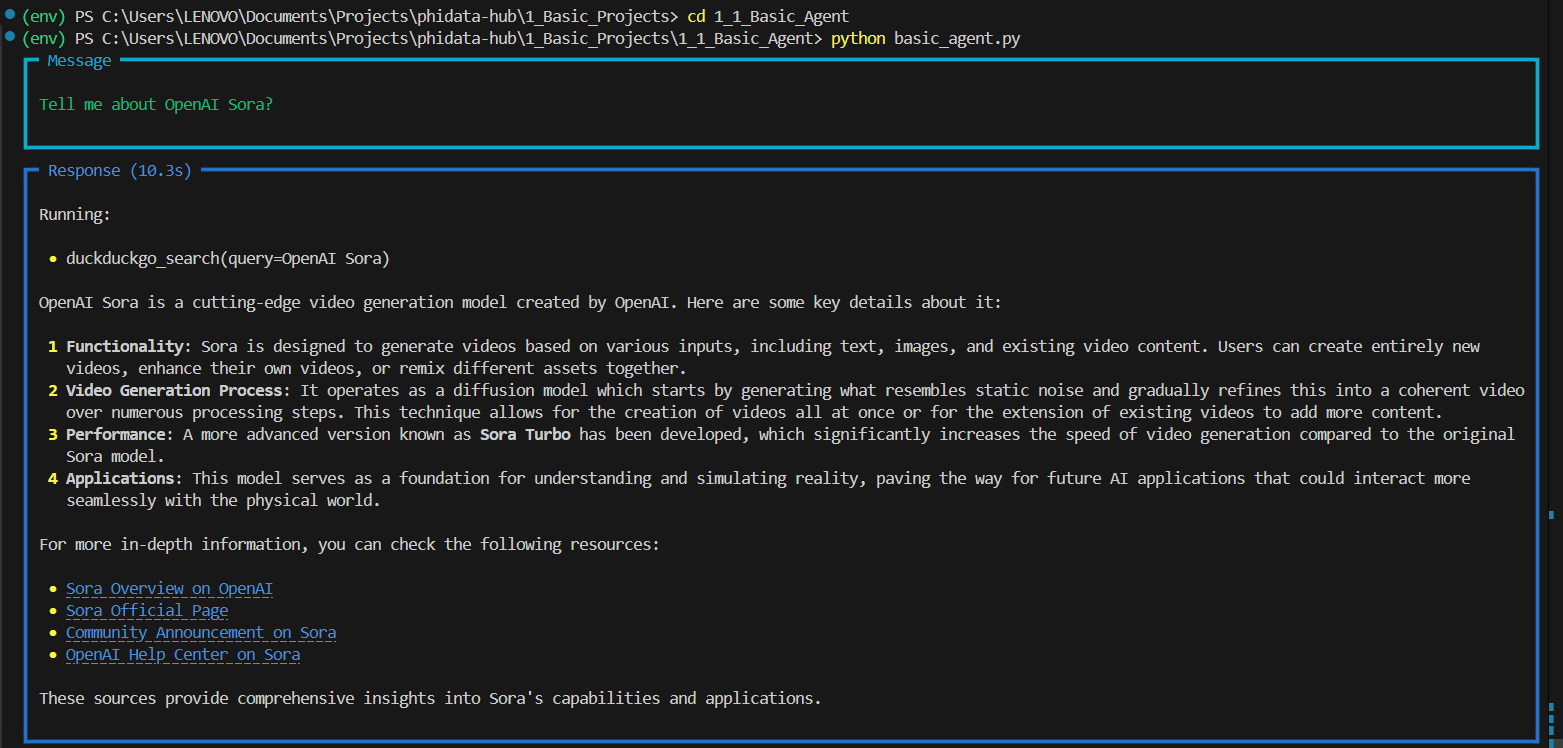 (env) PS C:\Users\LENOVO\Documents\Projects\phidata-hub\1_Basic_Projects> cd 1_1_Basic_Agent
(env) PS C:\Users\LENOVO\Documents\Projects\phidata-hub\1_Basic_Projects\1_1_Basic_Agent> python basic_agent.py
Message
Tell me about OpenAI Sora?
Response (10.3s)
Running:
• duckduckgo_search(query=OpenAI Sora)
OpenAI Sora is a cutting-edge video generation model created by OpenAI. Here are some key details about it:
1 Functionality: Sora is designed to generate videos based on various inputs, including text, images, and existing video content. Users can create entirely new
videos, enhance their own videos, or remix different assets together.
2 Video Generation Process: It operates as a diffusion model which starts by generating what resembles static noise and gradually refines this into a coherent video
over numerous processing steps. This technique allows for the creation of videos all at once or for the extension of existing videos to add more content.
3 Performance: A more advanced version known as Sora Turbo has been developed, which significantly increases the speed of video generation compared to the original
Sora model.
4 Applications: This model serves as a foundation for understanding and simulating reality, paving the way for future AI applications that could interact more
seamlessly with the physical world.
For more in-depth information, you can check the following resources:
• Sora Overview on OpenAI
• Sora Official Page
• Community Announcement on Sora
• OpenAI Help Center on Sora
These sources provide comprehensive insights into Sora's capabilities and applications.